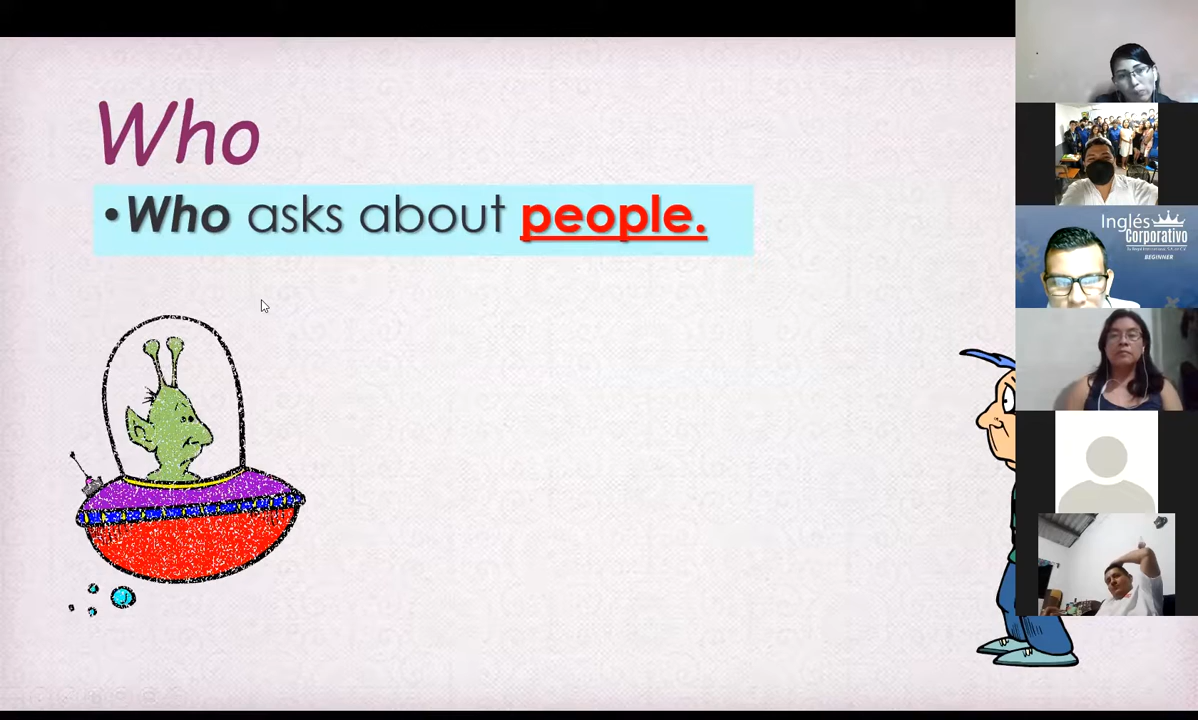 Who
•Who asks about people.
Inglés
Corporativo
BEGINNER